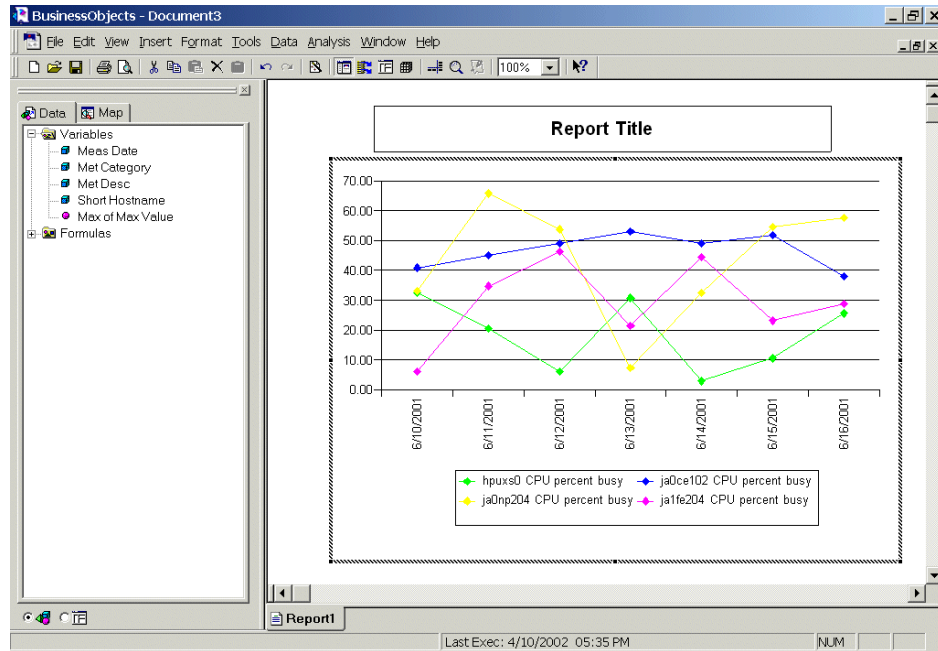 BusinessObjects - Document3
File Edit View Insert Format Tools Data Analysis Window Help
100%
Data Map
Variables
Meas Date
Met Category
Met Desc
Short Hostname
Max of Max Value
Formulas
Report Title
70.00
60.00
50.00
40.00
30.00
20.00
10.00
0.00
6/10/2001 6/11/2001 6/12/2001 6/13/2001 6/14/2001 6/15/2001 6/16/2001
hpuxs0 CPU percent busy ja0ce102 CPU percent busy
ja0np204 CPU percent busy ja1fe204 CPU percent busy
Report1
Last Exec: 4/10/2002 05:35 PM NUM